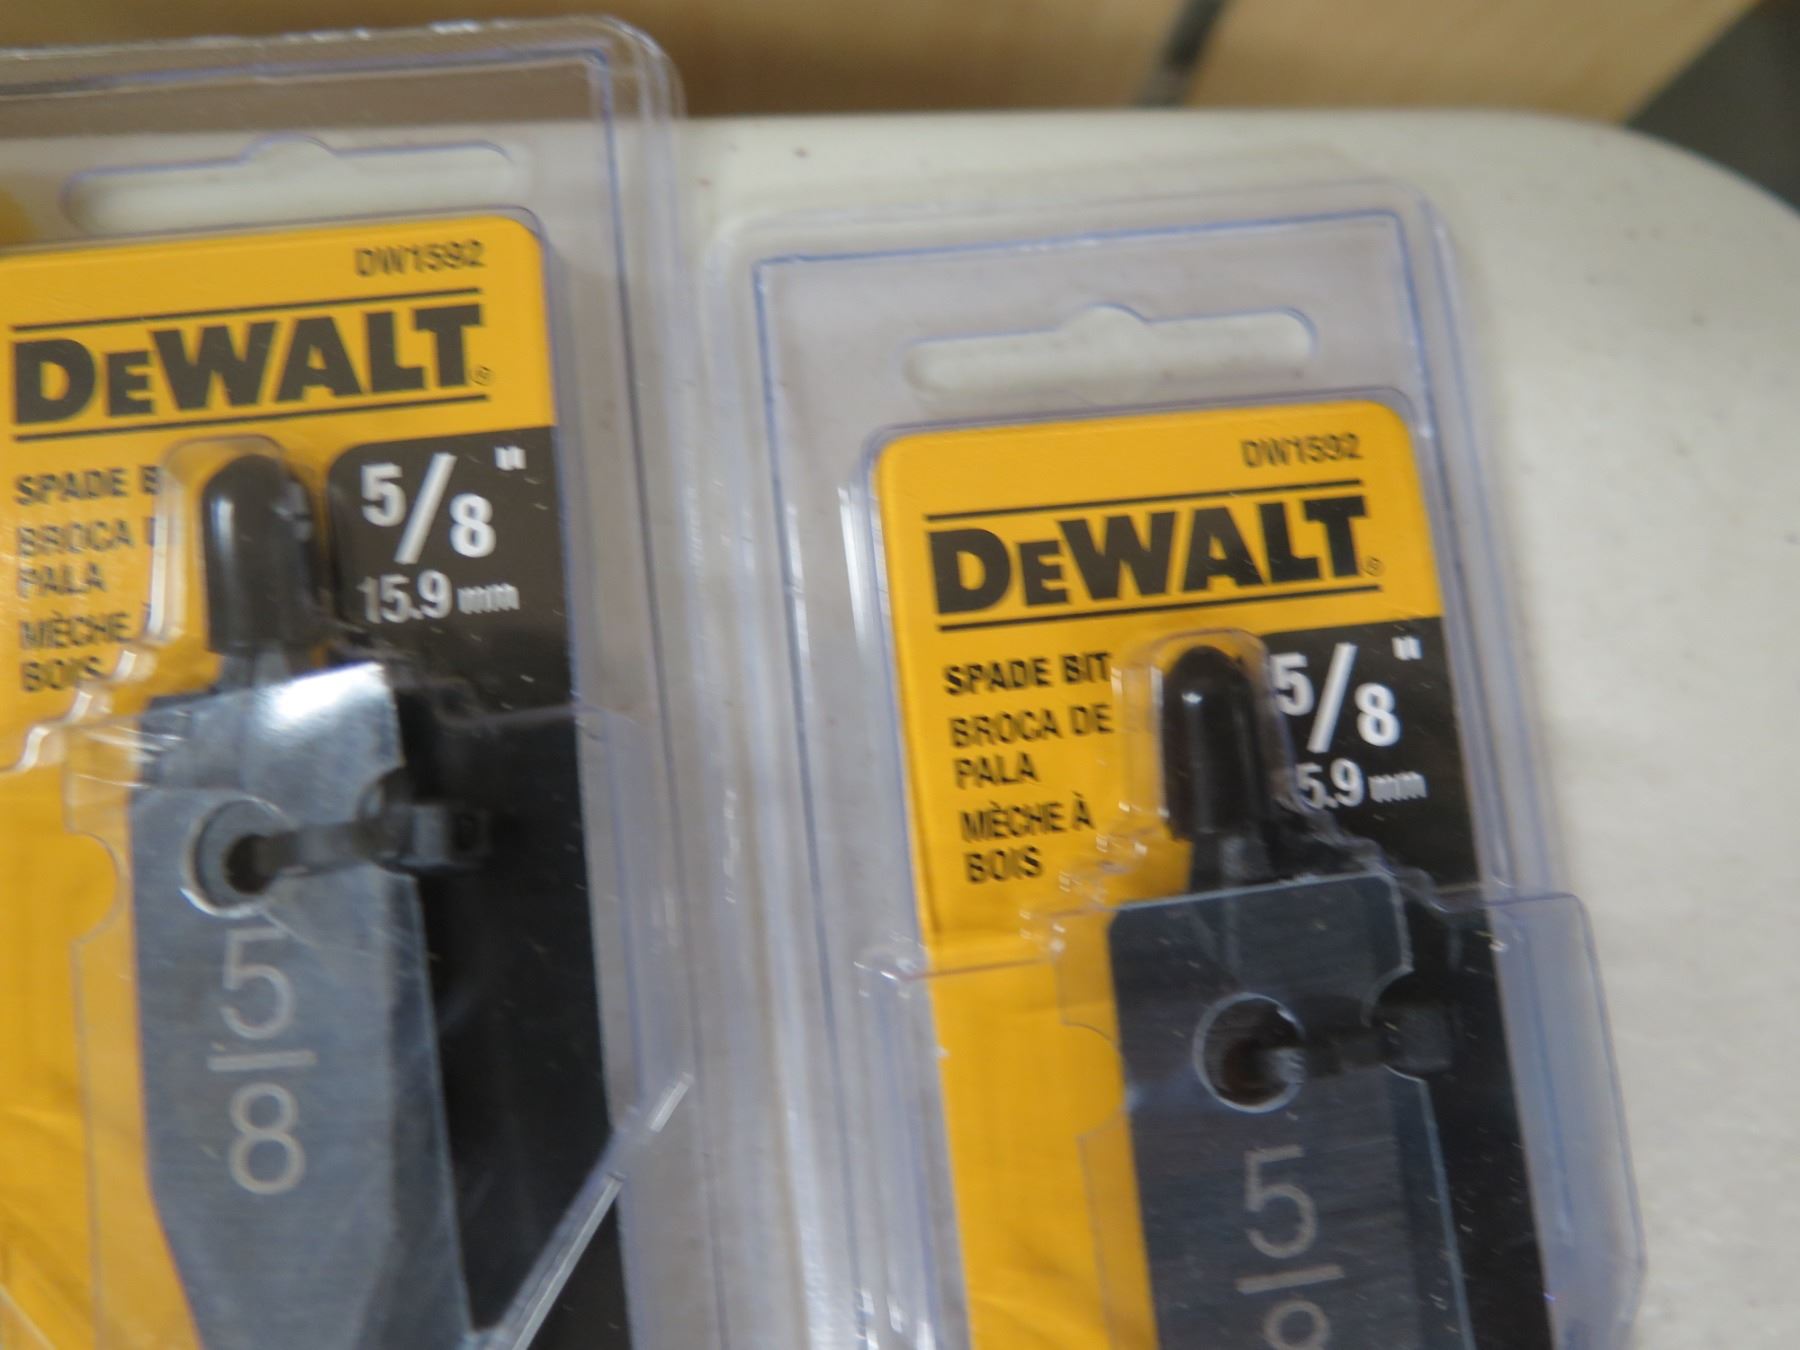 DW1592
DEWALT®
5/8"
15.9 mm
SPADE B
BROCA D
PALA
MÈCHE À
BOIS
5
8
DW1592
DEWALT®
SPADE BIT
BROCA DE
PALA
MÈCHE À
BOIS
5/8"
5.9 mm
5
8